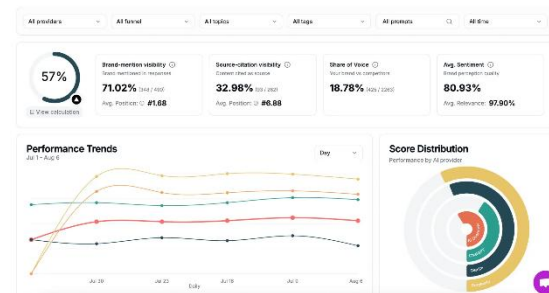 All providers
All funnel
All topics
All tags
All prompts
All time
57%
View calculation
Brand-mention visibility
Brand mentioned in responses
71.02%
Avg. Position: #1.68
Source-citation visibility
Content cited as source
32.98%
Avg. Position: #6.88
Share of Voice
Your brand vs competitors
18.78%
Avg. Sentiment
Brand perception quality
80.93%
Avg. Relevance: 97.90%
Performance Trends
Jul 1 - Aug 6
Day
Daily
Aug 6
Score Distribution
Performance by AI provider